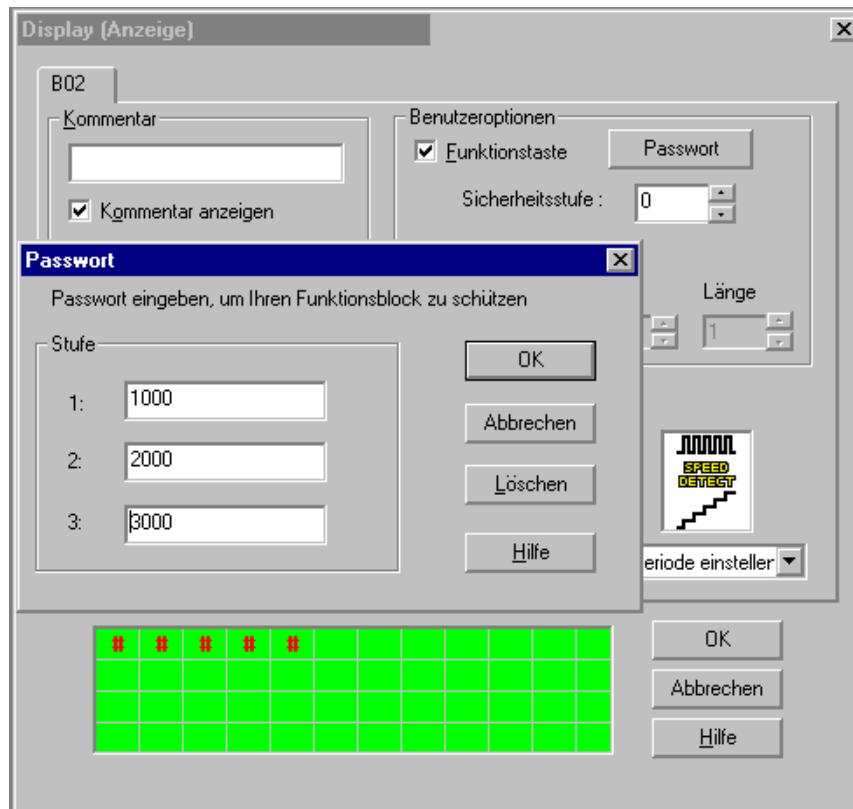 Display (Anzeige)
B02
Kommentar
Kommentar anzeigen
Benutzeroptionen
Funktionstaste
Passwort
Sicherheitsstufe :
0
Länge
1
Passwort
Passwort eingeben, um Ihren Funktionsblock zu schützen
Stufe
1:
1000
2:
2000
3:
3000
OK
Abbrechen
Löschen
Hilfe
SPEED
DETECT
eriode einsteller
# # # # #
OK
Abbrechen
Hilfe